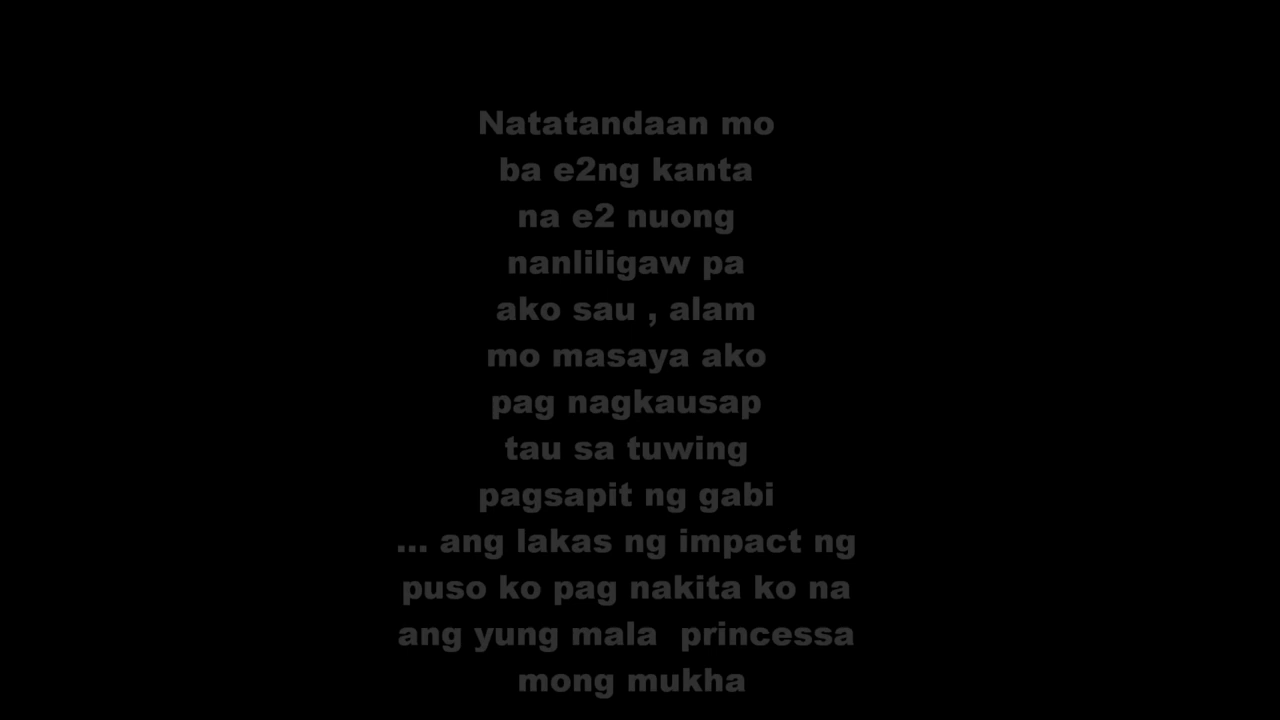 Natatandaan mo
ba e2ng kanta
na e2 nuong
nanliligaw pa
ako sau , alam
mo masaya ako
pag nagkausap
tau sa tuwing
pagsapit ng gabi
... ang lakas ng impact ng
puso ko pag nakita ko na
ang yung mala  princessa
mong mukha